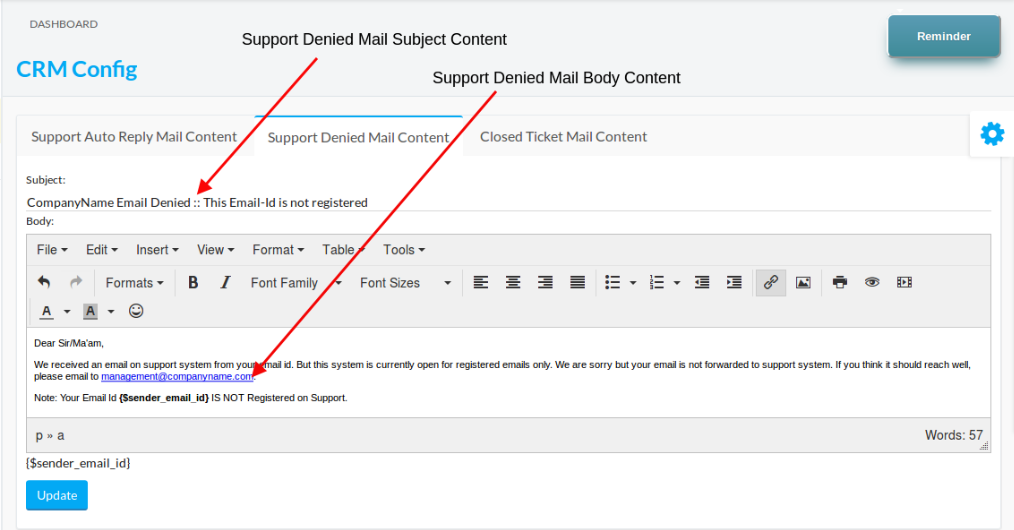 DASHBOARD
Support Denied Mail Subject Content
Reminder
CRM Config
Support Denied Mail Body Content
Support Auto Reply Mail Content
Support Denied Mail Content
Closed Ticket Mail Content
Subject:
CompanyName Email Denied :: This Email-Id is not registered
Body:
File Edit Insert View Format Table Tools
Formats B I Font Family Font Sizes
A A
Dear Sir/Ma'am,
We received an email on support system from your email id. But this system is currently open for registered emails only. We are sorry but your email is not forwarded to support system. If you think it should reach well,
please email to management@companyname.com.
Note: Your Email Id {$sender_email_id} IS NOT Registered on Support.
p » a
Words: 57
{$sender_email_id}
Update